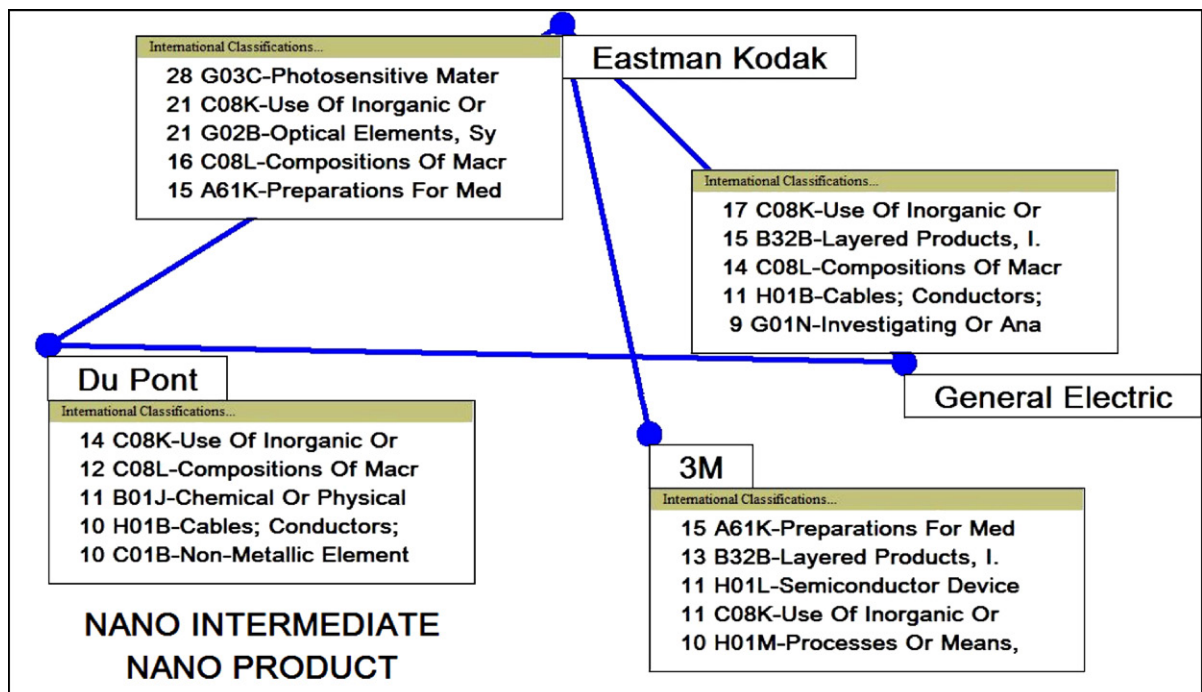 International Classifications...
28 G03C-Photosensitive Mater
21 C08K-Use Of Inorganic Or
21 G02B-Optical Elements, Sy
16 C08L-Compositions Of Macr
15 A61K-Preparations For Med
Eastman Kodak
International Classifications...
17 C08K-Use Of Inorganic Or
15 B32B-Layered Products, I.
14 C08L-Compositions Of Macr
11 H01B-Cables; Conductors;
9 G01N-Investigating Or Ana
General Electric
Du Pont
International Classifications...
14 C08K-Use Of Inorganic Or
12 C08L-Compositions Of Macr
11 B01J-Chemical Or Physical
10 H01B-Cables; Conductors;
10 C01B-Non-Metallic Element
3M
International Classifications...
15 A61K-Preparations For Med
13 B32B-Layered Products, I.
11 H01L-Semiconductor Device
11 C08K-Use Of Inorganic Or
10 H01M-Processes Or Means,
NANO INTERMEDIATE
NANO PRODUCT